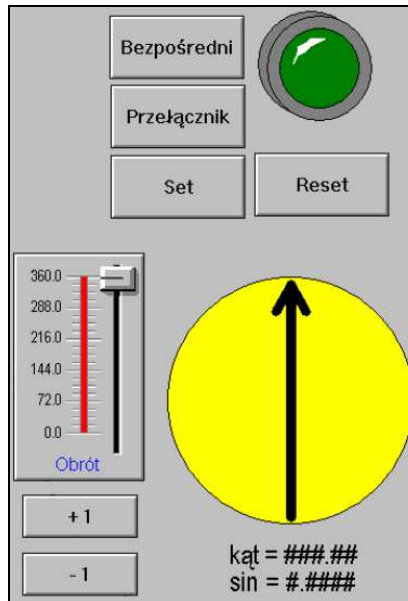 Bezpośredni
Przełącznik
Set
Reset
360.0
288.0
216.0
144.0
72.0
0.0
Obrót
+ 1
- 1
kąt = ###.##
sin = #.####